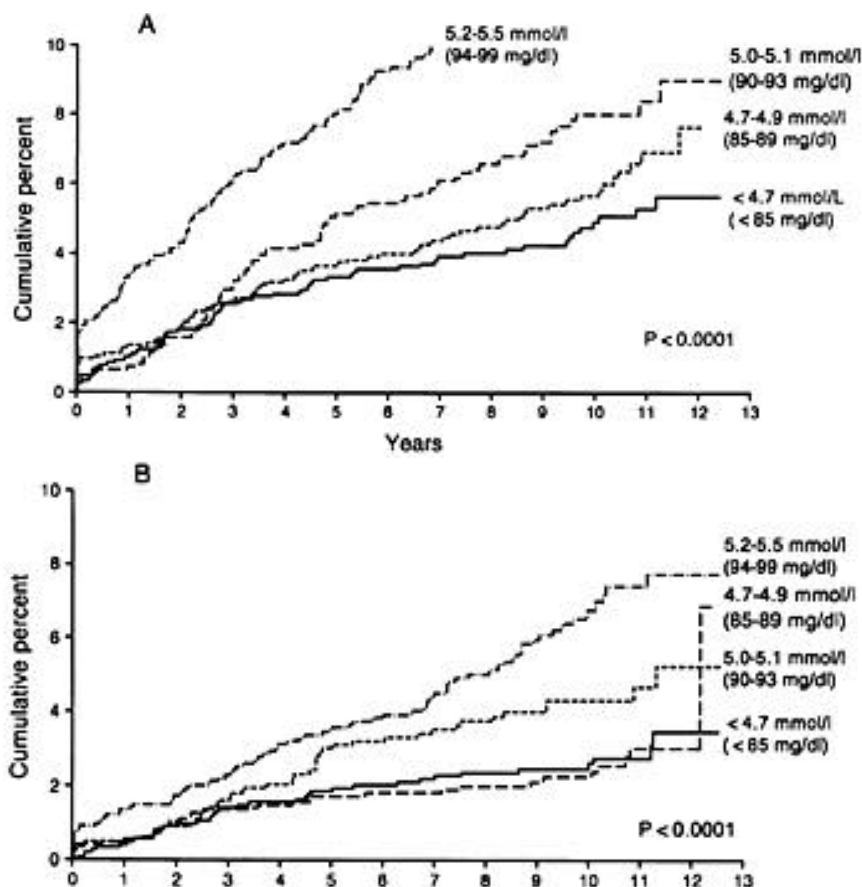 A
10
8
6
4
2
0
Cumulative percent
5.2-5.5 mmol/l
(94-99 mg/dl)
5.0-5.1 mmol/l
(90-93 mg/dl)
4.7-4.9 mmol/l
(85-89 mg/dl)
< 4.7 mmol/L
(< 85 mg/dl)
P < 0.0001
0 1 2 3 4 5 6 7 8 9 10 11 12 13
Years
B
10
8
6
4
2
0
Cumulative percent
5.2-5.5 mmol/l
(94-99 mg/dl)
4.7-4.9 mmol/l
(85-89 mg/dl)
5.0-5.1 mmol/l
(90-93 mg/dl)
< 4.7 mmol/l
(< 85 mg/dl)
P < 0.0001
0 1 2 3 4 5 6 7 8 9 10 11 12 13